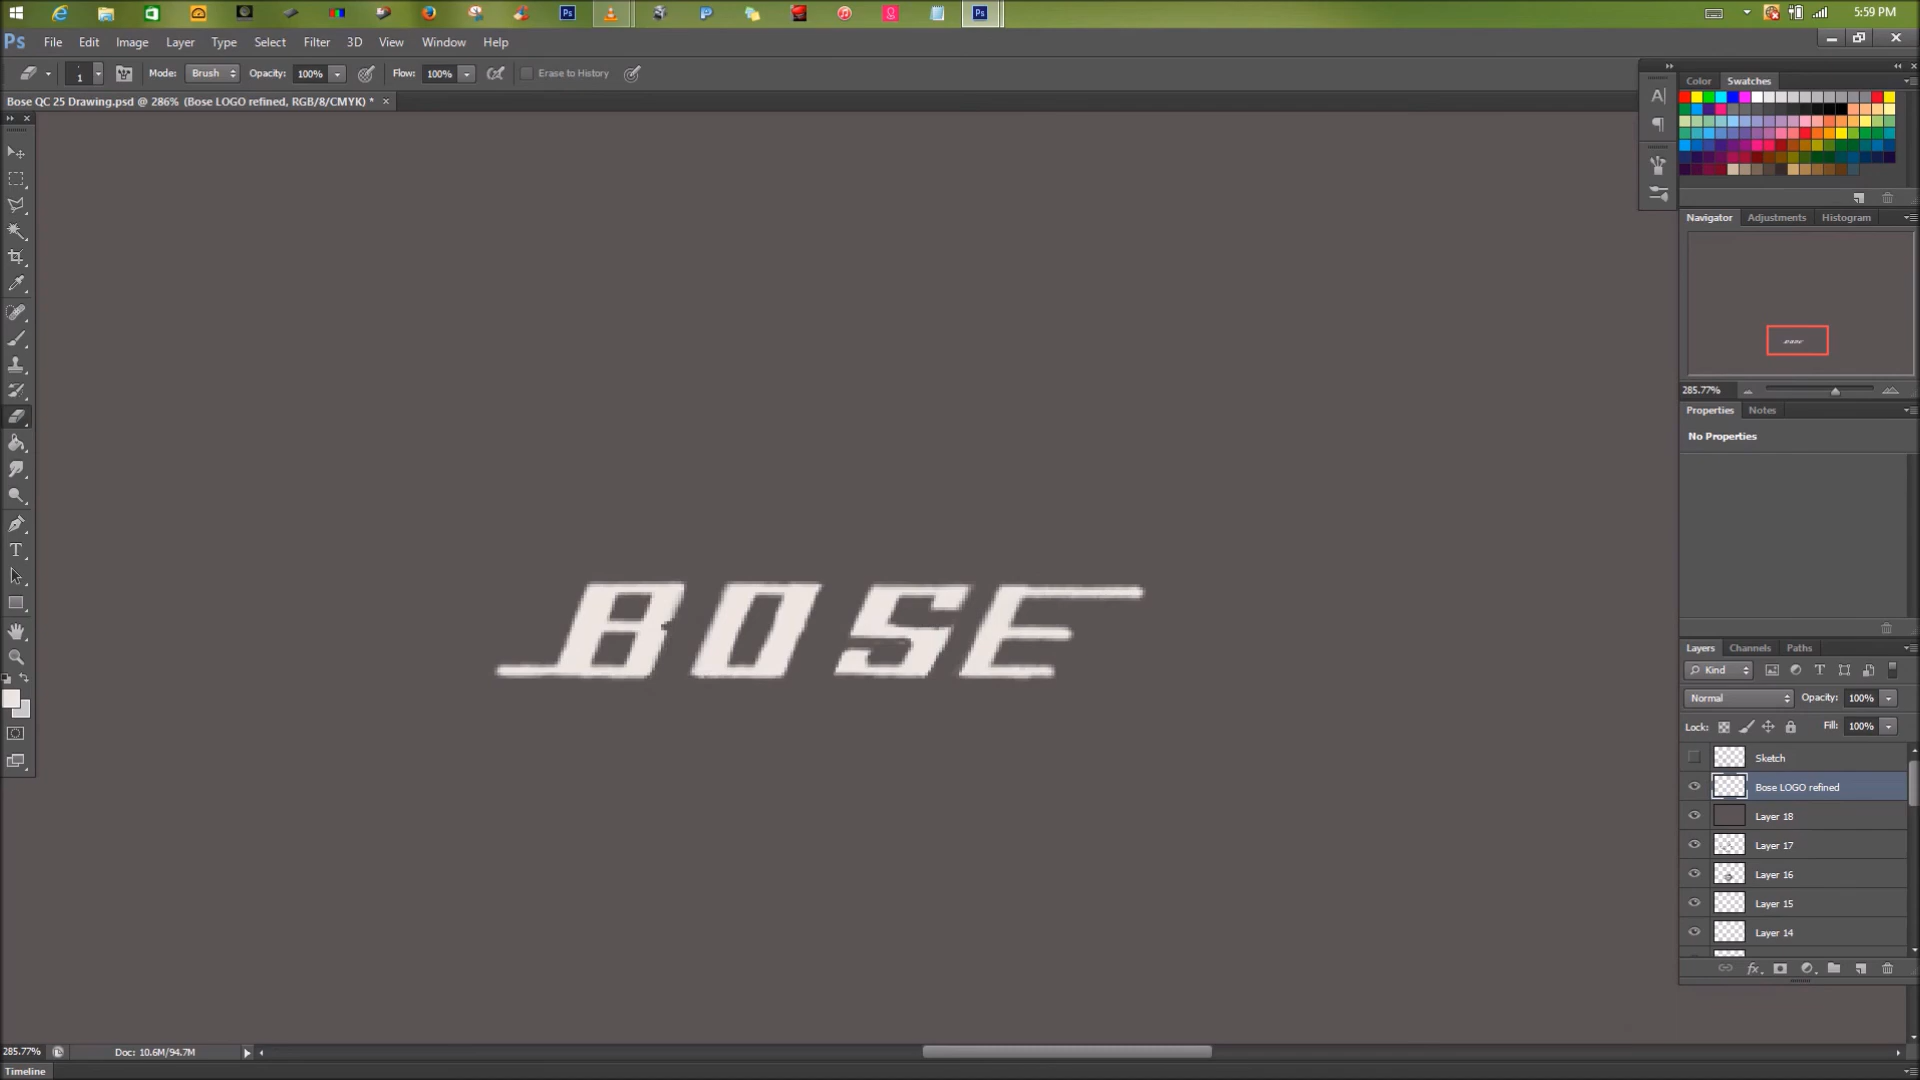 5:59 PM
Ps File Edit Image Layer Type Select Filter 3D View Window Help
1 Mode: Brush Opacity: 100% Flow: 100% Erase to History
Bose QC 25 Drawing.psd @ 286% (Bose LOGO refined, RGB/8/CMYK) * ×
Color Swatches
Navigator Adjustments Histogram
BOSE
285.77%
Properties Notes
No Properties
BOSE
Layers Channels Paths
Kind
Normal Opacity: 100%
Lock: Fill: 100%
Sketch
Bose LOGO refined
Layer 18
Layer 17
Layer 16
Layer 15
Layer 14
fx
285.77% Doc: 10.6M/94.7M
Timeline